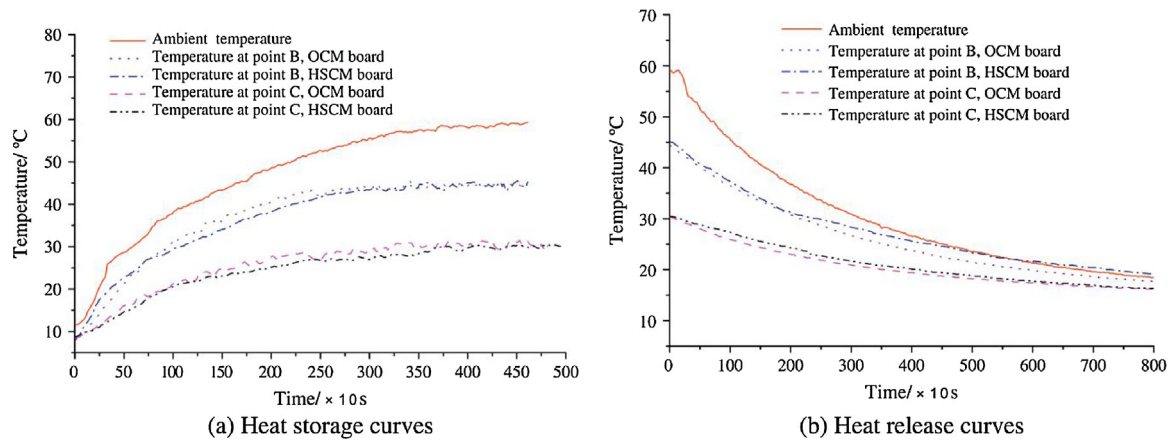 80
70
60
50
40
30
20
10
0
50
100
150
200
250
300
350
400
450
500
Temperature/ °C
Time/ × 10s
Ambient temperature
Temperature at point B, OCM board
Temperature at point B, HSCM board
Temperature at point C, OCM board
Temperature at point C, HSCM board
(a) Heat storage curves
70
60
50
40
30
20
10
0
100
200
300
400
500
600
700
800
Temperature/ °C
Time/ × 10s
Ambient temperature
Temperature at point B, OCM board
Temperature at point B, HSCM board
Temperature at point C, OCM board
Temperature at point C, HSCM board
(b) Heat release curves